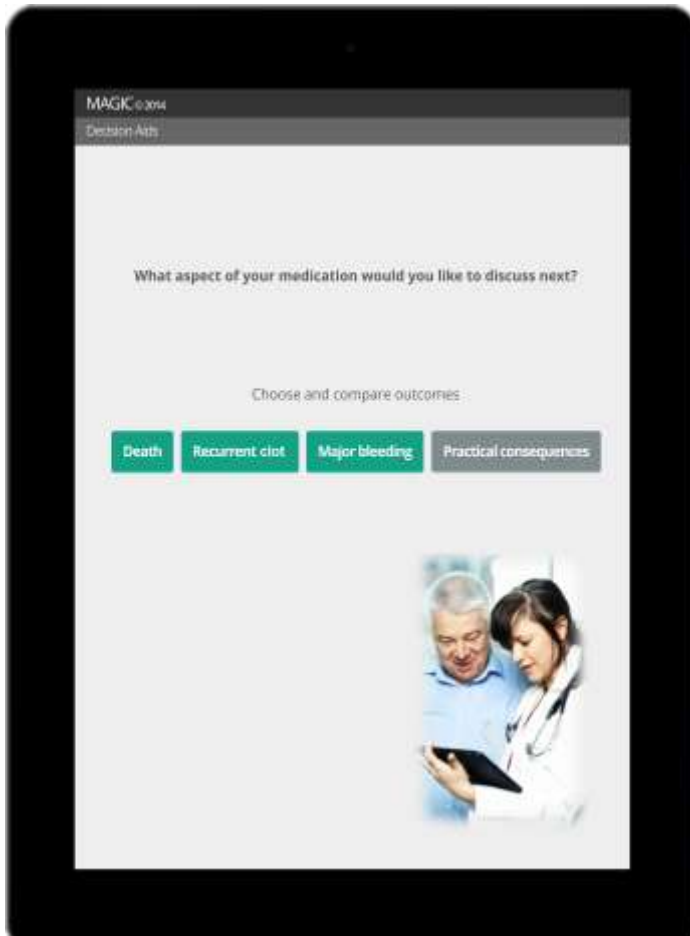 MAGIC © 2014
Decision Aids
What aspect of your medication would you like to discuss next?
Choose and compare outcomes
Death Recurrent clot Major bleeding Practical consequences